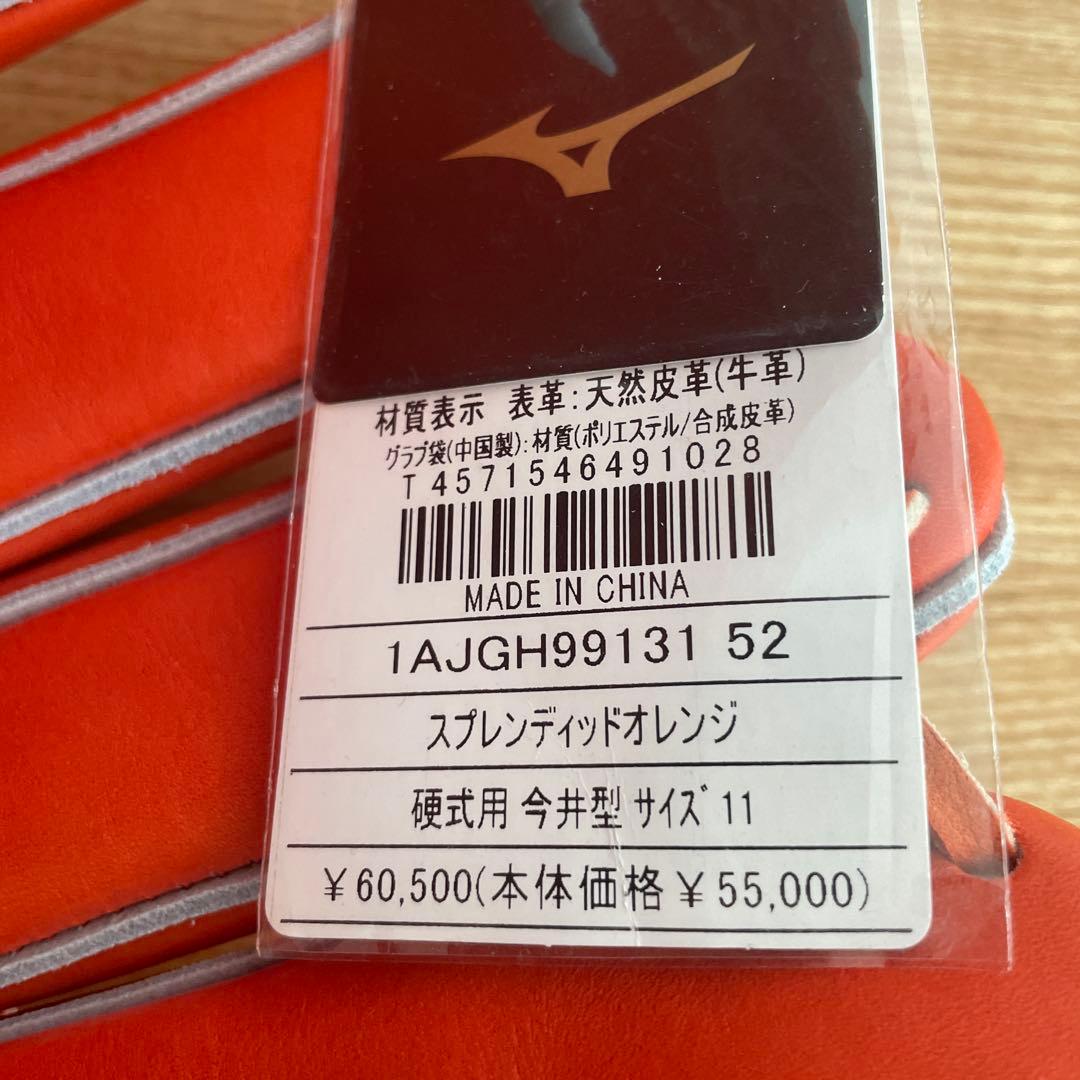 材質表示 表革:天然皮革(牛革)
グラブ袋(中国製):材質(ポリエステル/合成皮革)
T 4571546491028
MADE IN CHINA
1AJGH99131 52
スプレンディッドオレンジ
硬式用 今井型 サイズ 11
¥60,500(本体価格¥55,000)